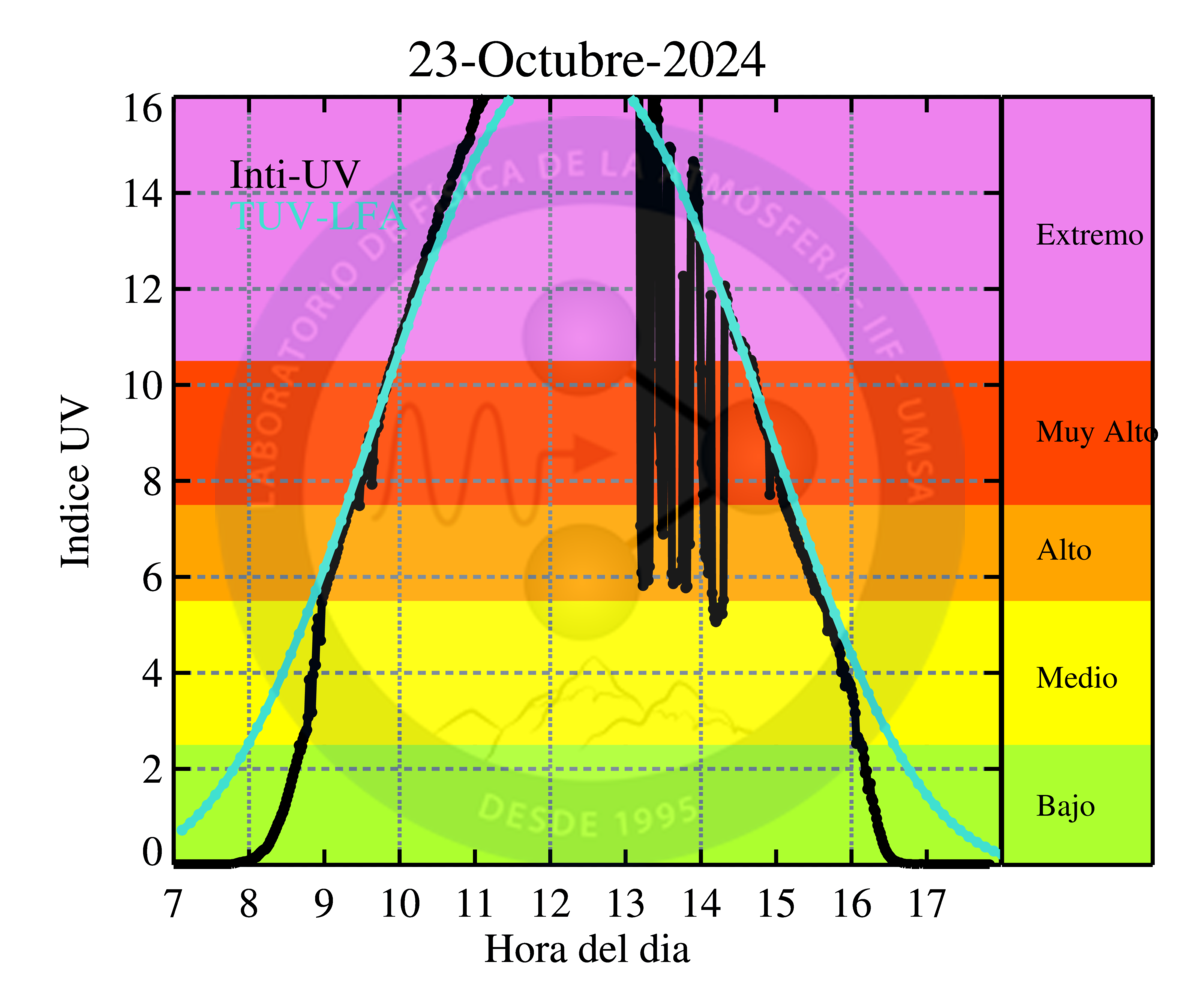 23-Octubre-2024
Inti-UV
TUV-LFA
16
14
12
10
8
6
4
2
0
Indice UV
7 8 9 10 11 12 13 14 15 16 17
Hora del dia
Extremo
Muy Alto
Alto
Medio
Bajo
LABORATORIO DE FÍSICA DE LA ATMÓSFERA - IIF - UMSA
DESDE 1995